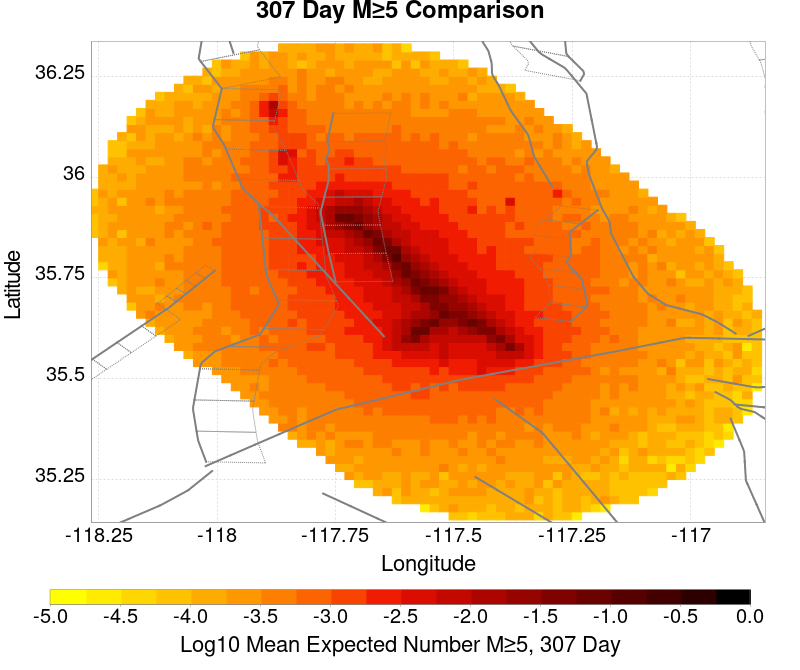 307 Day M≥5 Comparison
36.25
36
35.75
35.5
35.25
Latitude
-118.25 -118 -117.75 -117.5 -117.25 -117
Longitude
-5.0 -4.5 -4.0 -3.5 -3.0 -2.5 -2.0 -1.5 -1.0 -0.5 0.0
Log10 Mean Expected Number M≥5, 307 Day